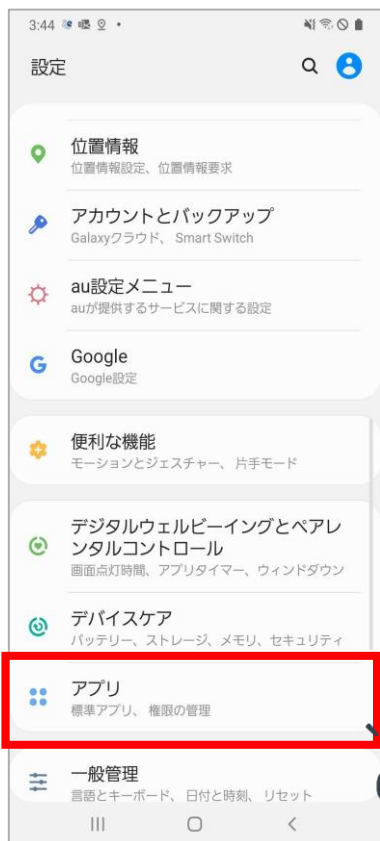 3:44
設定
位置情報
位置情報設定、位置情報要求
アカウントとバックアップ
Galaxyクラウド、 Smart Switch
au設定メニュー
auが提供するサービスに関する設定
Google
Google設定
便利な機能
モーションとジェスチャー、 片手モード
デジタルウェルビーイングとペアレ
ンタルコントロール
画面点灯時間、アプリタイマー、ウィンドダウン
デバイスケア
バッテリー、ストレージ、メモリ、セキュリティ
アプリ
標準アプリ、 権限の管理
一般管理
言語とキーボード、 日付と時刻、 リセット